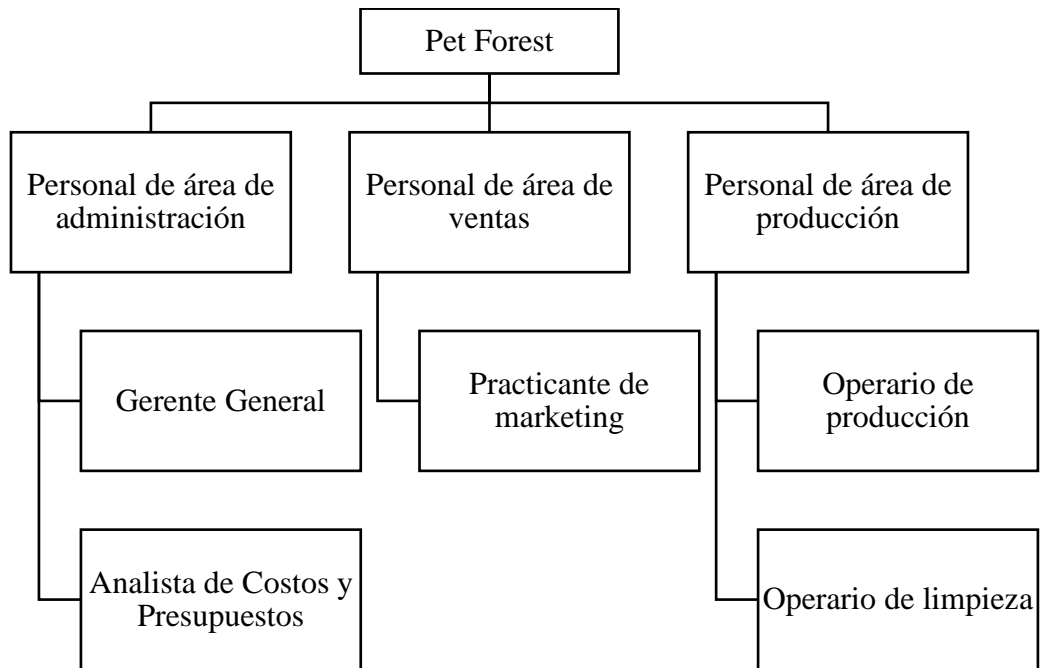 Pet Forest
Personal de área de
administración
Personal de área de
ventas
Personal de área de
producción
Gerente General
Practicante de
marketing
Operario de
producción
Analista de Costos y
Presupuestos
Operario de limpieza